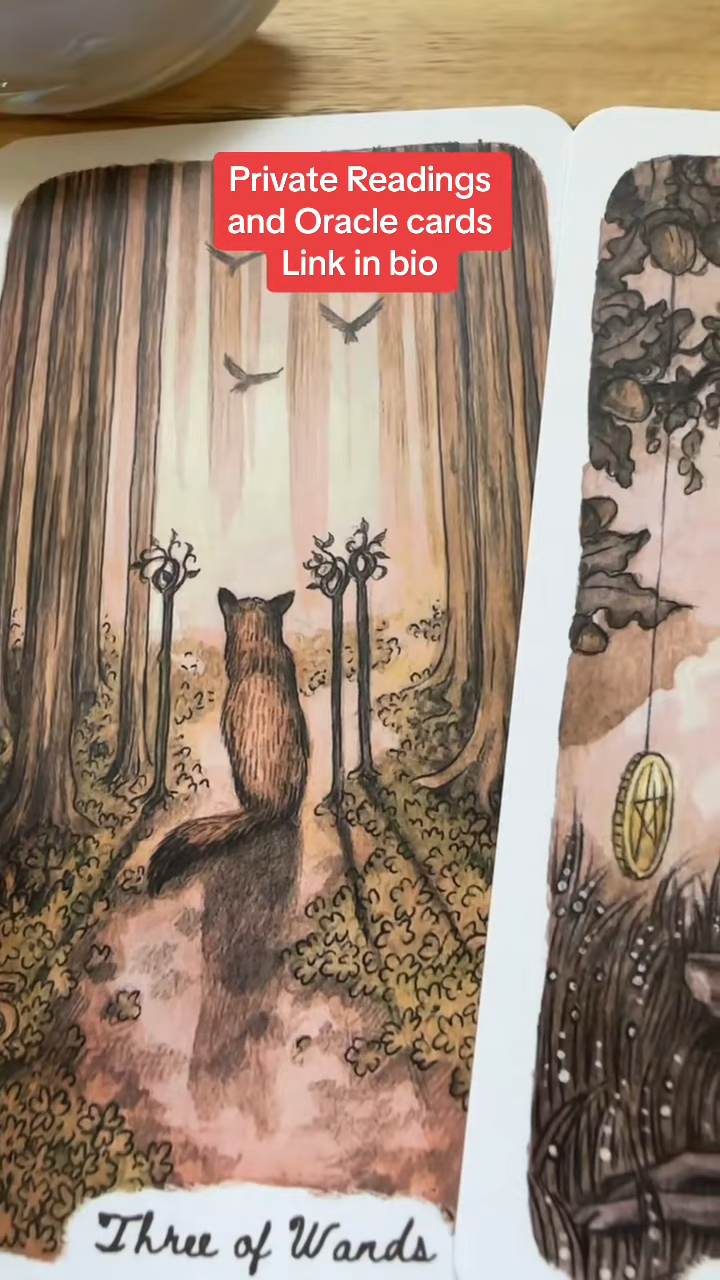 Private Readings
and Oracle cards
Link in bio
Three of Wands